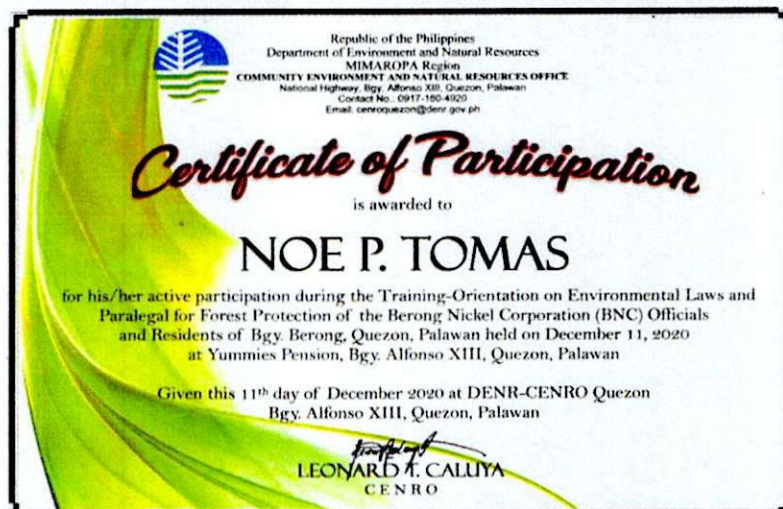 Republic of the Philippines
Department of Environment and Natural Resources
MIMAROPA Region
COMMUNITY ENVIRONMENT AND NATURAL RESOURCES OFFICE
National Highway, Bgy. Alfonso XIII, Quezon, Palawan
Contact No.: 0917-160-4920
Email: cenroquezon@denr.gov.ph
Certificate of Participation
is awarded to
NOE P. TOMAS
for his/her active participation during the Training-Orientation on Environmental Laws and
Paralegal for Forest Protection of the Berong Nickel Corporation (BNC) Officials
and Residents of Bgy. Berong, Quezon, Palawan held on December 11, 2020
at Yummies Pension, Bgy. Alfonso XIII, Quezon, Palawan
Given this 11th day of December 2020 at DENR-CENRO Quezon
Bgy. Alfonso XIII, Quezon, Palawan
LEONARD T. CALUYA
CENRO